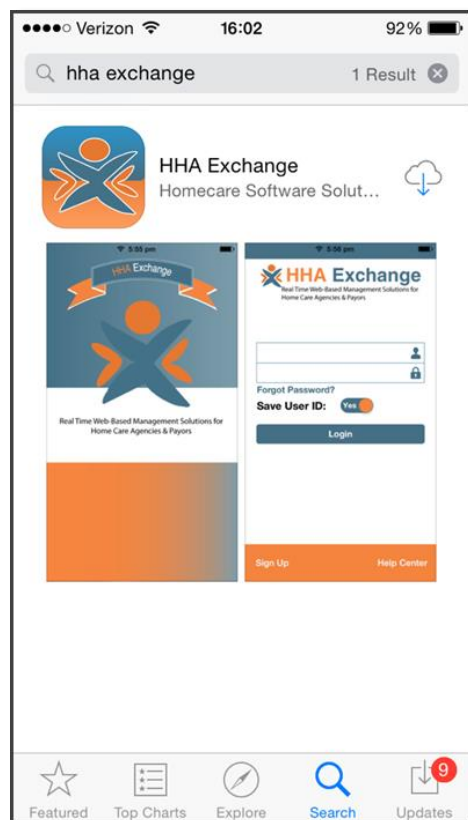 Verizon 16:02 92%
hha exchange 1 Result
HHA Exchange
Homecare Software Solut...
5:55 pm
HHA Exchange
Real Time Web-Based Management Solutions for
Home Care Agencies & Payors
5:56 pm
HHA Exchange
Real Time Web-Based Management Solutions for
Home Care Agencies & Payors
Forgot Password?
Save User ID: Yes
Login
Sign Up Help Center
9
Featured Top Charts Explore Search Updates